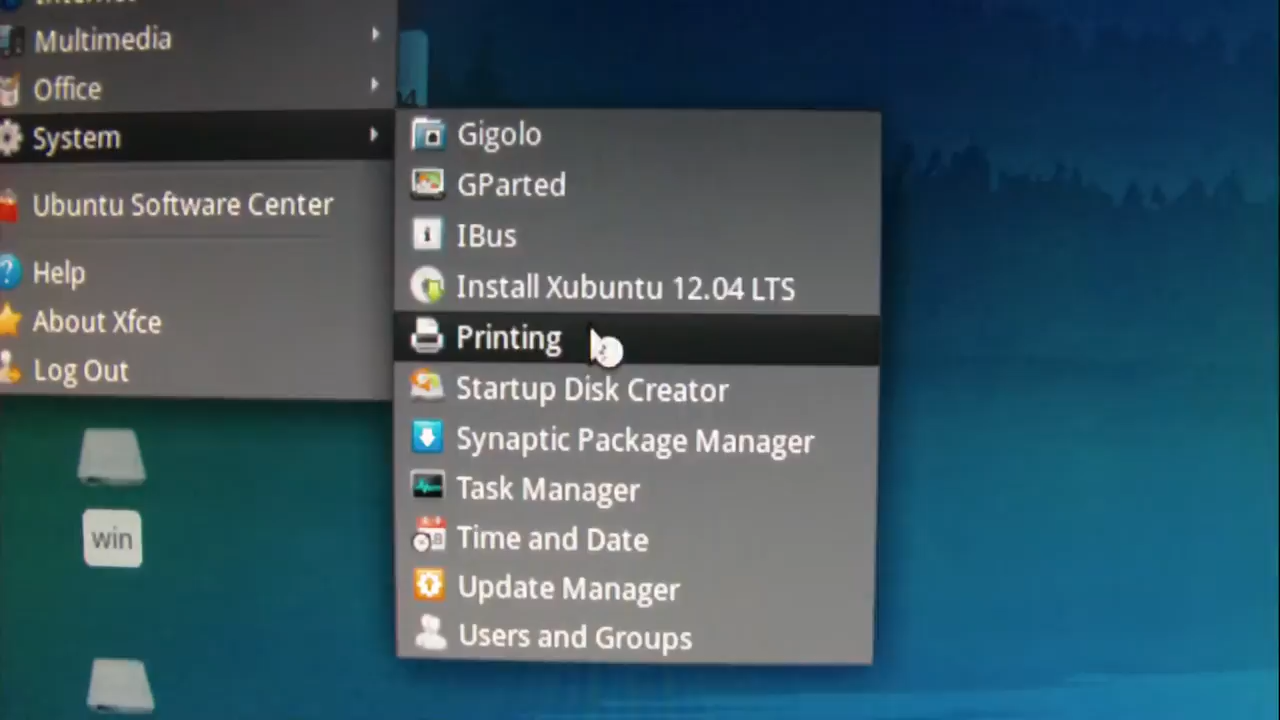 Internet
Multimedia
Office
System
Ubuntu Software Center
Help
About Xfce
Log Out
Gigolo
GParted
IBus
Install Xubuntu 12.04 LTS
Printing
Startup Disk Creator
Synaptic Package Manager
Task Manager
Time and Date
Update Manager
Users and Groups
win